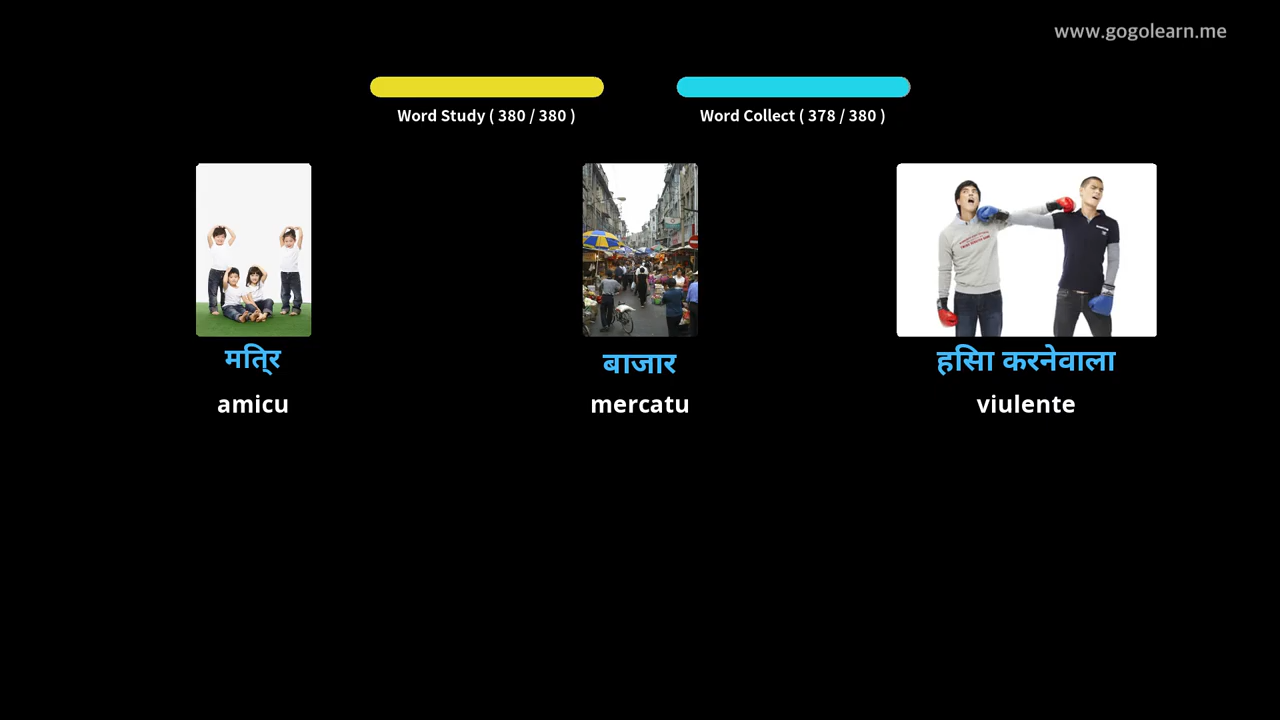 www.gogolearn.me
Word Study ( 380 / 380 )
Word Collect ( 378 / 380 )
मित्र
बाजार
हिंसा करनेवाला
amicu
mercatu
viulente